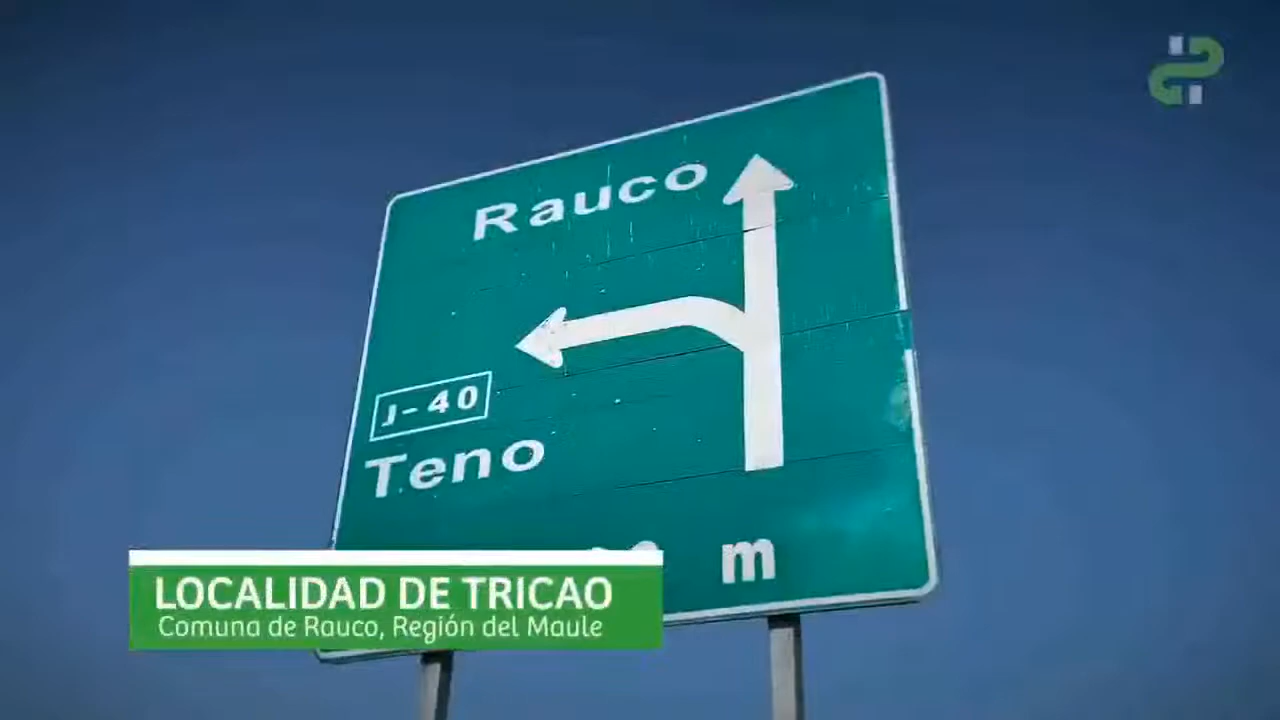 Rauco
J-40
Teno
m
LOCALIDAD DE TRICAO
Comuna de Rauco, Región del Maule